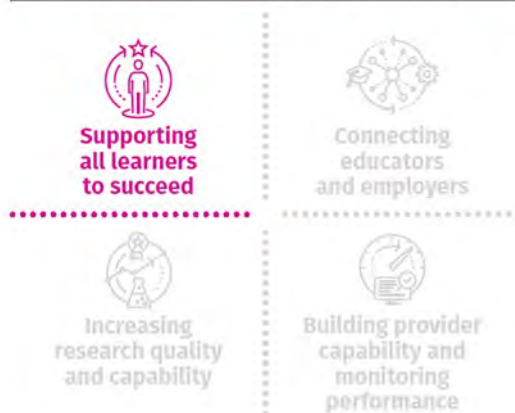 Supporting
all learners
to succeed
Connecting
educators
and employers
Increasing
research quality
and capability
Building provider
capability and
monitoring
performance